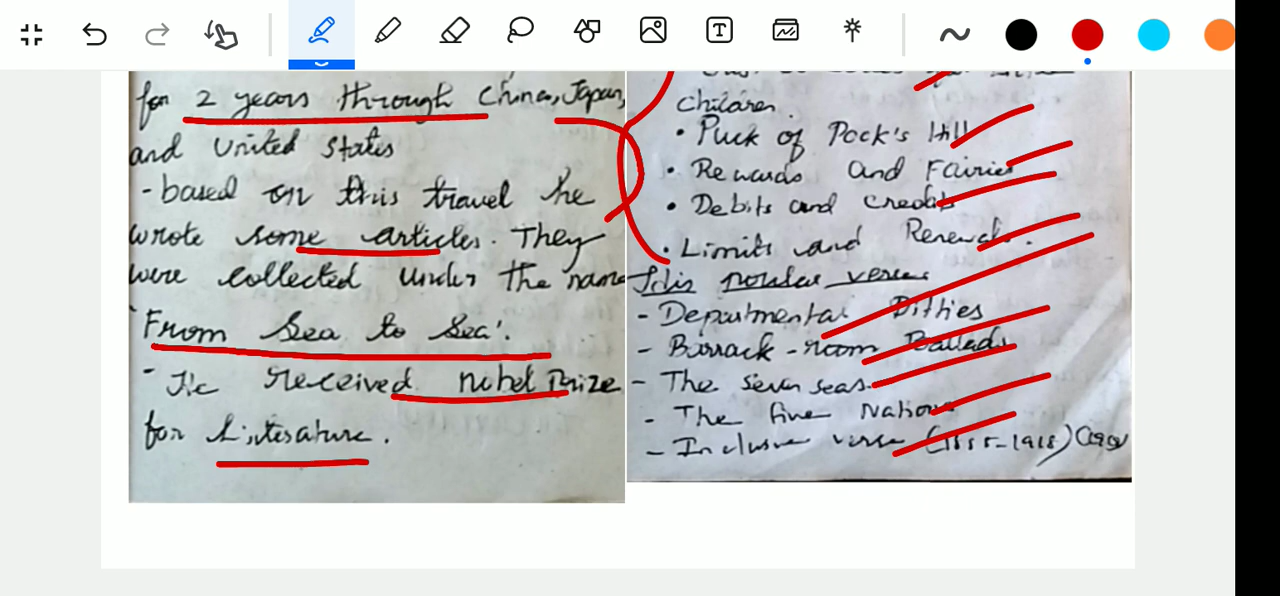 for 2 years through China, Japan,
and United States
- based on this travel he
wrote some articles. They
were collected under the name
'From Sea to Sea'.
- He received nobel Prize
for Literature.
children.
• Puck of Pock's Hill
• Rewards and Fairies
• Debits and credits
• Limits and Renewals.
His popular verses
- Departmental Ditties
- Barrack-room Ballads
- The seven seas
- The five Nations
- Inclusive verse (1885-1918)